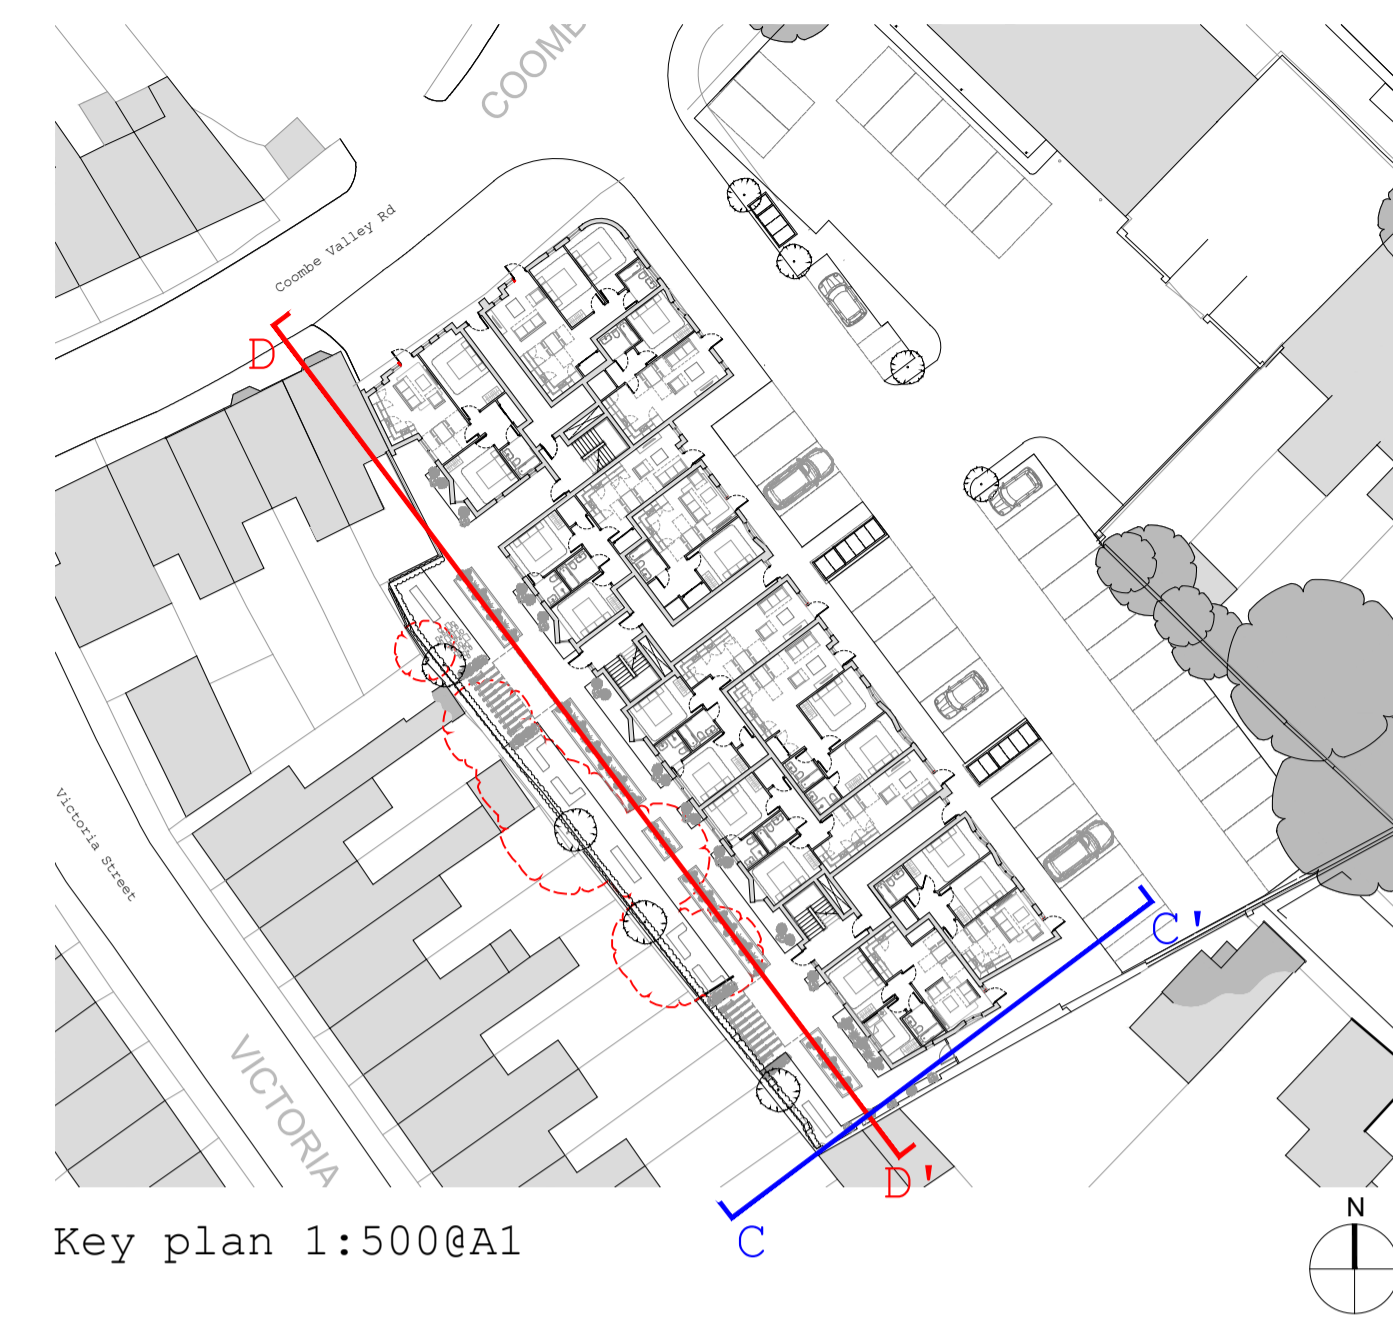 COOMB
Coombe Valley Rd
D
Victoria Street
C'
VICTORIA
D'
C
N
Key plan 1:500@A1